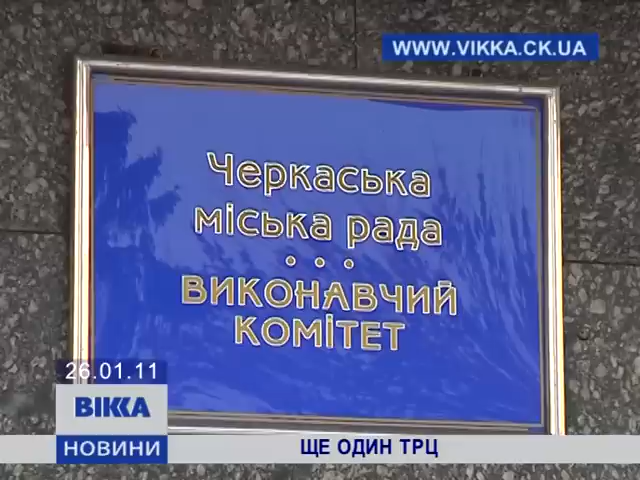 WWW.VIKKA.CK.UA
Черкаська
міська рада
• • •
ВИКОНАВЧИЙ
КОМІТЕТ
26.01.11
ВІККА
НОВИНИ
ЩЕ ОДИН ТРЦ